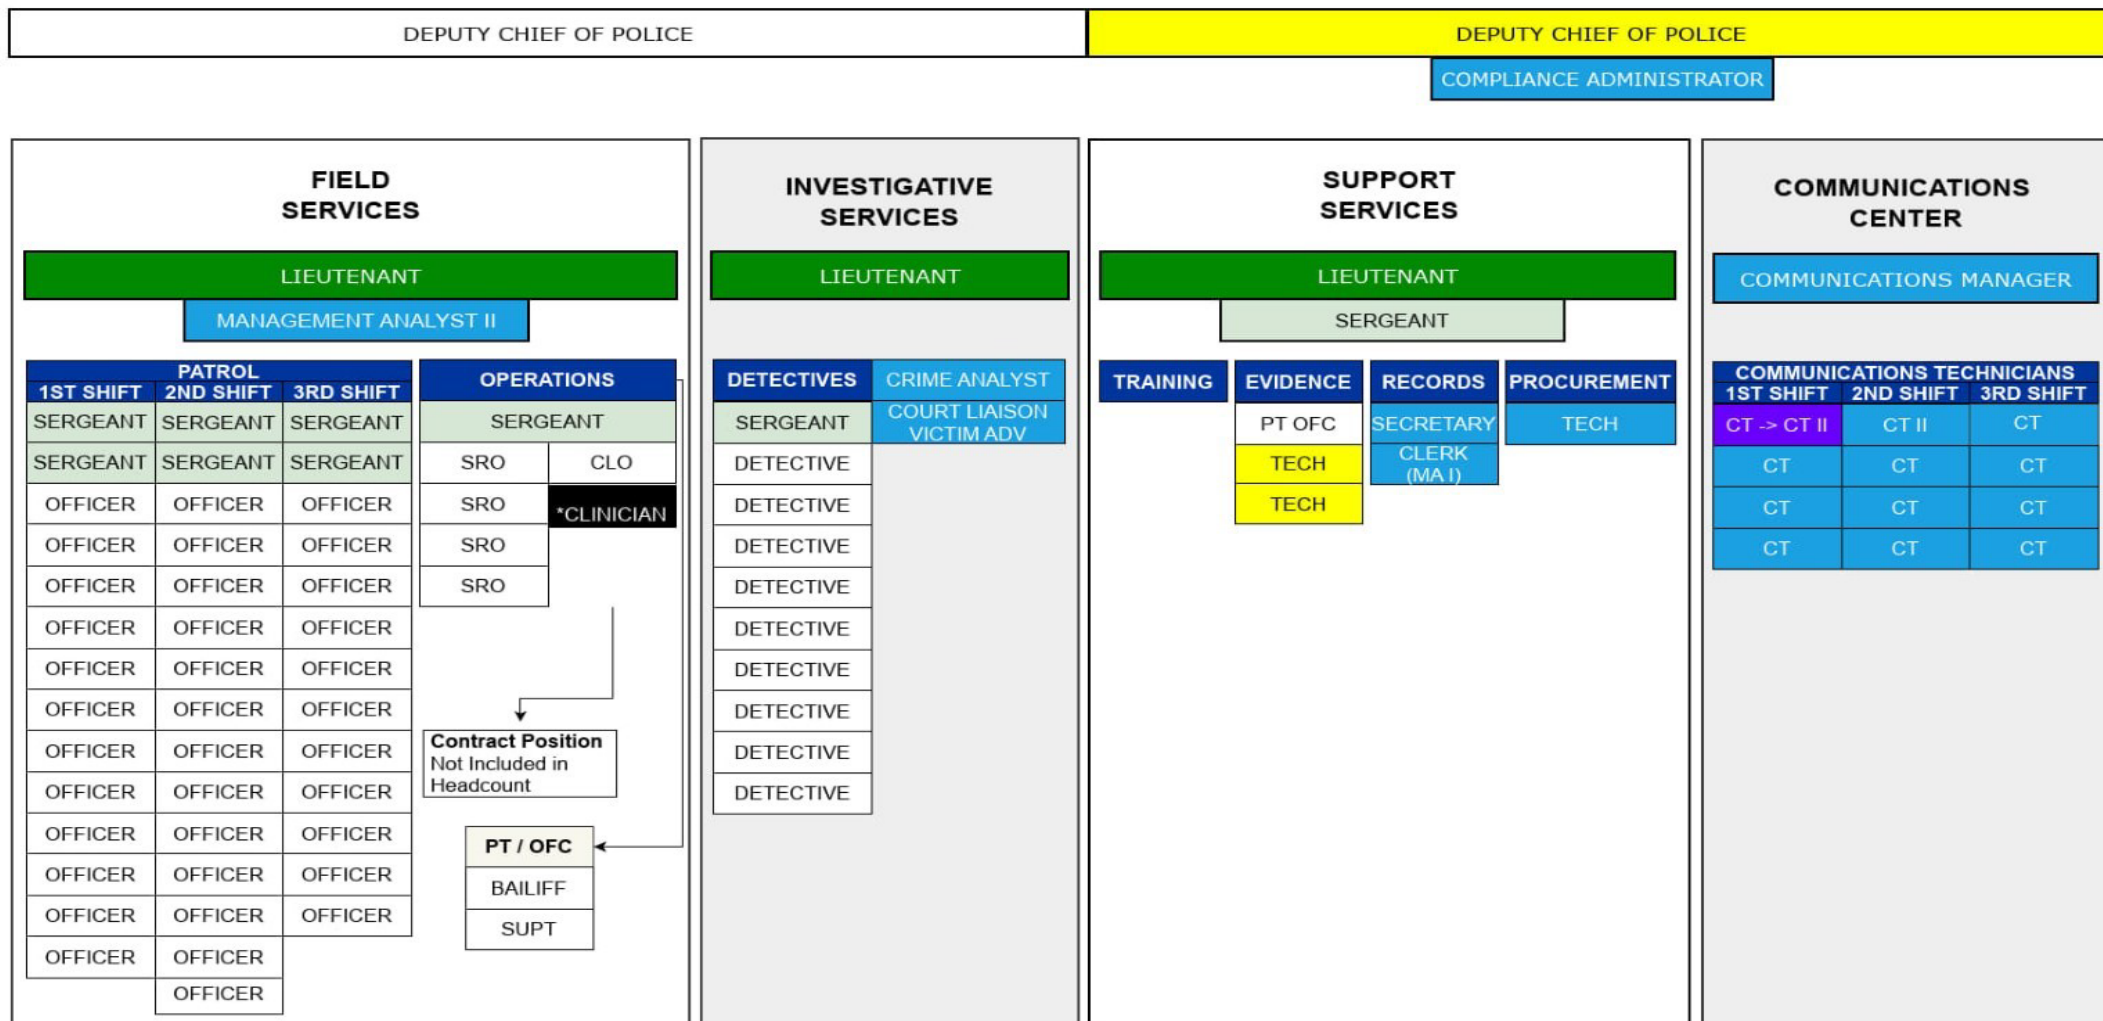 DEPUTY CHIEF OF POLICE
DEPUTY CHIEF OF POLICE
COMPLIANCE ADMINISTRATOR
FIELD
SERVICES
LIEUTENANT
MANAGEMENT ANALYST II
PATROL
1ST SHIFT 2ND SHIFT 3RD SHIFT
SERGEANT SERGEANT SERGEANT
SERGEANT SERGEANT SERGEANT
OFFICER OFFICER OFFICER
OFFICER OFFICER OFFICER
OFFICER OFFICER OFFICER
OFFICER OFFICER OFFICER
OFFICER OFFICER OFFICER
OFFICER OFFICER OFFICER
OFFICER OFFICER OFFICER
OFFICER OFFICER OFFICER
OFFICER OFFICER OFFICER
OFFICER OFFICER OFFICER
OFFICER OFFICER OFFICER
OFFICER OFFICER
OFFICER
OPERATIONS
SERGEANT
SRO CLO
SRO *CLINICIAN
SRO
SRO
Contract Position
Not Included in
Headcount
PT / OFC
BAILIFF
SUPT
INVESTIGATIVE
SERVICES
LIEUTENANT
DETECTIVES
SERGEANT
DETECTIVE
DETECTIVE
DETECTIVE
DETECTIVE
DETECTIVE
DETECTIVE
DETECTIVE
DETECTIVE
DETECTIVE
CRIME ANALYST
COURT LIAISON
VICTIM ADV
SUPPORT
SERVICES
LIEUTENANT
SERGEANT
TRAINING
EVIDENCE
PT OFC
TECH
TECH
RECORDS
SECRETARY
CLERK
(MA I)
PROCUREMENT
TECH
COMMUNICATIONS
CENTER
COMMUNICATIONS MANAGER
COMMUNICATIONS TECHNICIANS
1ST SHIFT 2ND SHIFT 3RD SHIFT
CT -> CT II CT II CT
CT CT CT
CT CT CT
CT CT CT